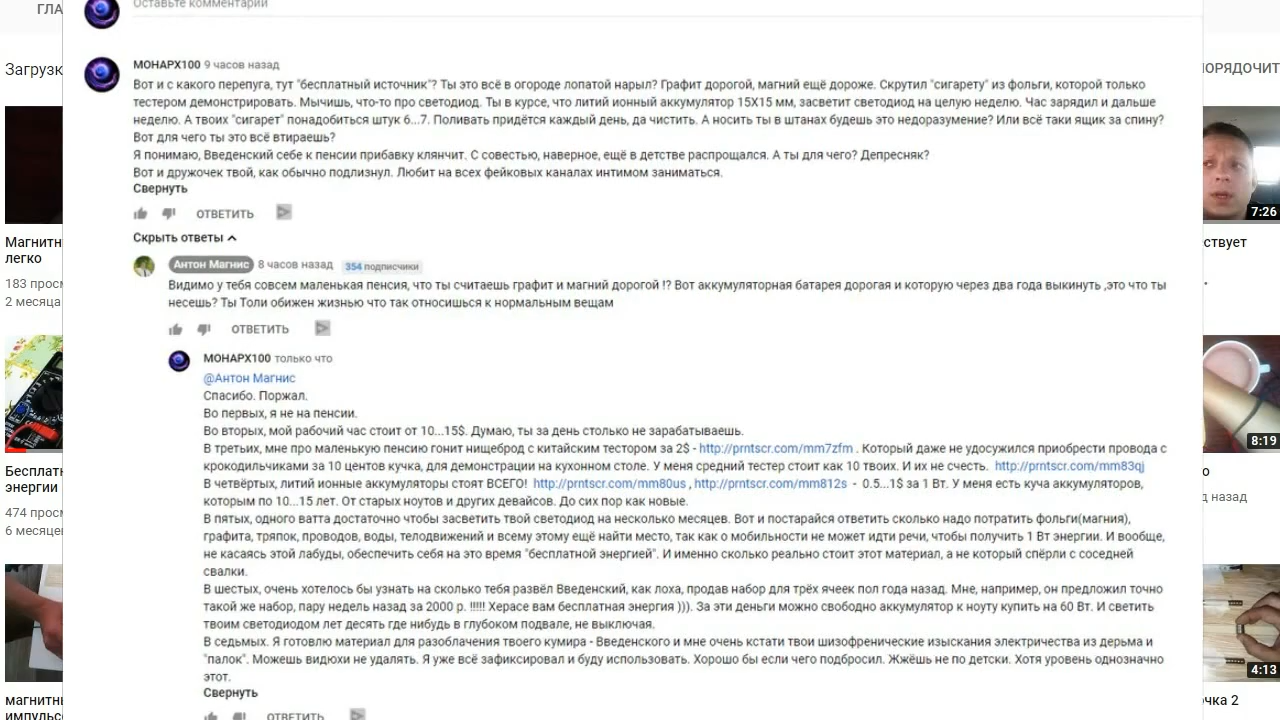 ГЛА
Оставьте комментарий
Загрузк
ПОРЯДОЧИТ
МОНАРХ100 9 часов назад
Вот и с какого перепуга, тут "бесплатный источник"? Ты это всё в огороде лопатой нарыл? Графит дорогой, магний ещё дороже. Скрутил "сигарету" из фольги, которой только
тестером демонстрировать. Мычишь, что-то про светодиод. Ты в курсе, что литий ионный аккумулятор 15Х15 мм, засветит светодиод на целую неделю. Час зарядил и дальше
неделю. А твоих "сигарет" понадобиться штук 6...7. Поливать придётся каждый день, да чистить. А носить ты в штанах будешь это недоразумение? Или всё таки ящик за спину?
Вот для чего ты это всё втираешь?
Я понимаю, Введенский себе к пенсии прибавку клянчит. С совестью, наверное, ещё в детстве распрощался. А ты для чего? Депресняк?
Вот и дружочек твой, как обычно подлизнул. Любит на всех фейковых каналах интимом заниматься.
Свернуть
ОТВЕТИТЬ
Скрыть ответы
Антон Магнис 8 часов назад 354 подписчики
Видимо у тебя совсем маленькая пенсия, что ты считаешь графит и магний дорогой !? Вот аккумуляторная батарея дорогая и которую через два года выкинуть ,это что ты
несешь? Ты Толи обижен жизнью что так относишься к нормальным вещам
ОТВЕТИТЬ
МОНАРХ100 только что
@Антон Магнис
Спасибо. Поржал.
Во первых, я не на пенсии.
Во вторых, мой рабочий час стоит от 10...15$. Думаю, ты за день столько не зарабатываешь.
В третьих, мне про маленькую пенсию гонит нищеброд с китайским тестором за 2$ - http://prntscr.com/mm7zfm . Который даже не удосужился приобрести провода с
крокодильчиками за 10 центов кучка, для демонстрации на кухонном столе. У меня средний тестер стоит как 10 твоих. И их не счесть. http://prntscr.com/mm83qj
В четвёртых, литий ионные аккумуляторы стоят ВСЕГО! http://prntscr.com/mm80us , http://prntscr.com/mm812s - 0.5...1$ за 1 Вт. У меня есть куча аккумуляторов,
которым по 10...15 лет. От старых ноутов и других девайсов. До сих пор как новые.
В пятых, одного ватта достаточно чтобы засветить твой светодиод на несколько месяцев. Вот и постарайся ответить сколько надо потратить фольги(магния),
графита, тряпок, проводов, воды, телодвижений и всему этому ещё найти место, так как о мобильности не может идти речи, чтобы получить 1 Вт энергии. И вообще,
не касаясь этой лабуды, обеспечить себя на это время "бесплатной энергией". И именно сколько реально стоит этот материал, а не который спёрли с соседней
свалки.
В шестых, очень хотелось бы узнать на сколько тебя развёл Введенский, как лоха, продав набор для трёх ячеек пол года назад. Мне, например, он предложил точно
такой же набор, пару недель назад за 2000 р. !!!!! Херасе вам бесплатная энергия ))). За эти деньги можно свободно аккумулятор к ноуту купить на 60 Вт. И светить
твоим светодиодом лет десять где нибудь в глубоком подвале, не выключая.
В седьмых. Я готовлю материал для разоблачения твоего кумира - Введенского и мне очень кстати твои шизофренические изыскания электричества из дерьма и
"палок". Можешь видюхи не удалять. Я уже всё зафиксировал и буду использовать. Хорошо бы если чего подбросил. Жжёшь не по детски. Хотя уровень однозначно
этот.
Свернуть
ОТВЕТИТЬ
Магнитн
легко
183 прос
2 месяца
Бесплатн
энергии
474 прос
6 месяце
магнитнь
импульс
7:26
ствует
8:19
о
д назад
4:13
чка 2